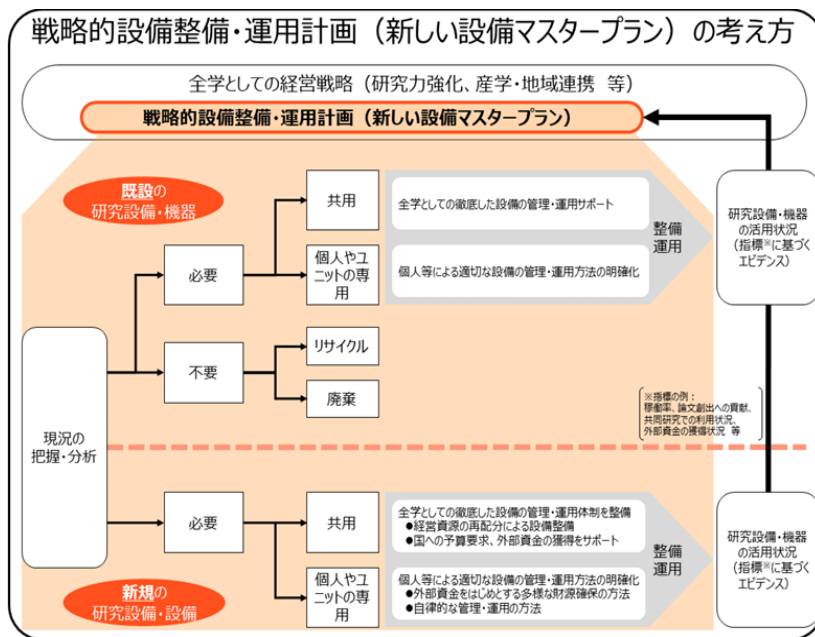 戦略的設備整備・運用計画（新しい設備マスタープラン）の考え方
全学としての経営戦略（研究力強化、産学・地域連携 等）
戦略的設備整備・運用計画（新しい設備マスタープラン）
既設の
研究設備・機器
共用
全学としての徹底した設備の管理・運用サポート
必要
個人やユ
ニットの専
用
個人等による適切な設備の管理・運用方法の明確化
整備
運用
研究設備・機器
の活用状況
（指標※に基づく
エビデンス）
不要
リサイクル
廃棄
※指標の例：
稼働率、論文創出への貢献、
共同研究での利用状況、
外部資金の獲得状況 等
現況の
把握・分析
必要
共用
全学としての徹底した設備の管理・運用体制を整備
●経営資源の再配分による設備整備
●国への予算要求、外部資金の獲得をサポート
個人やユ
ニットの専
用
個人等による適切な設備の管理・運用方法の明確化
●外部資金をはじめとする多様な財源確保の方法
●自律的な管理・運用の方法
整備
運用
研究設備・機器
の活用状況
（指標※に基づく
エビデンス）
新規の
研究設備・設備